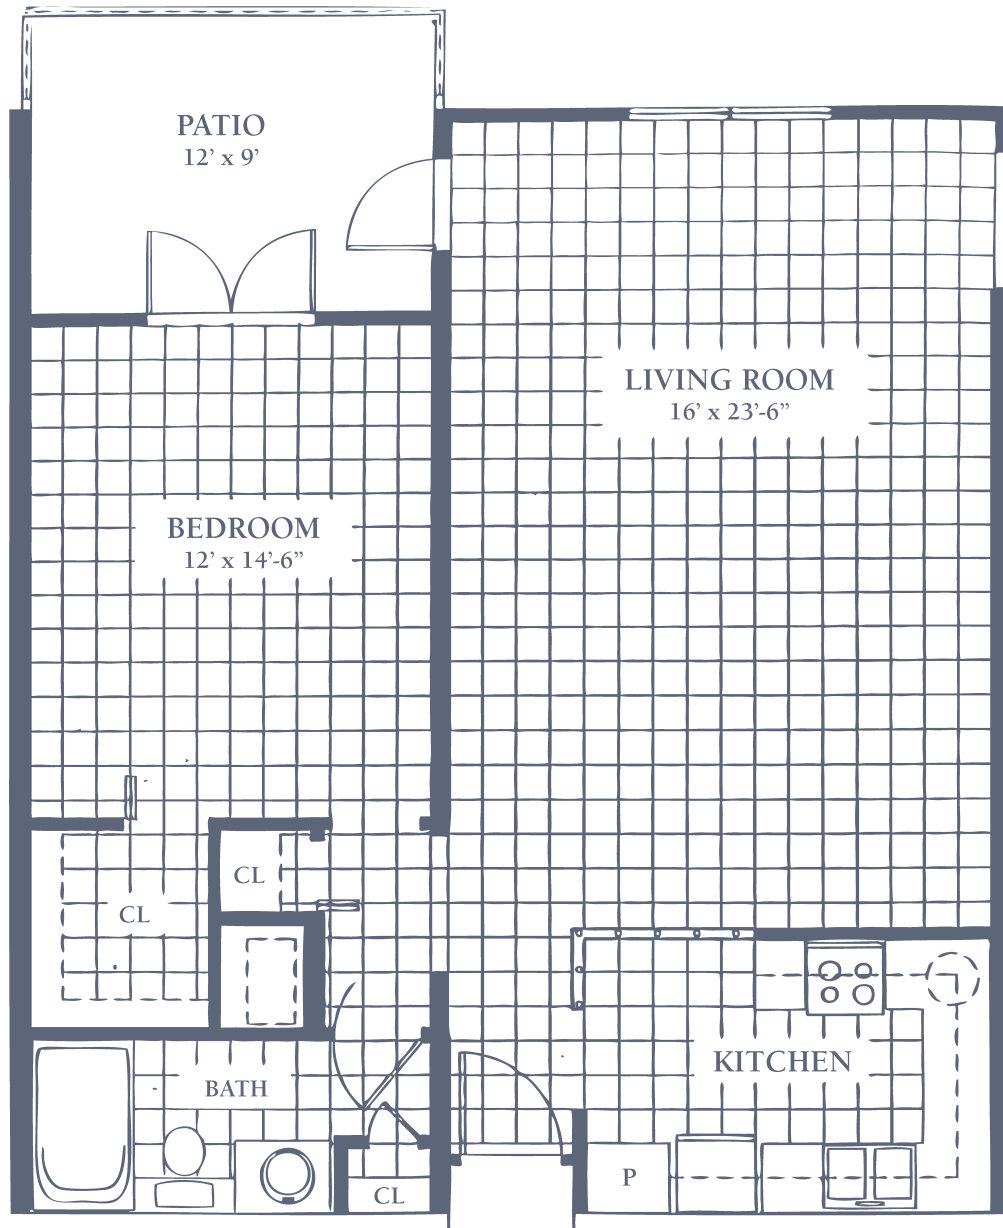 PATIO
12’ x 9’
LIVING ROOM
16’ x 23’-6”
BEDROOM
12’ x 14’-6”
CL
CL
KITCHEN
BATH
P
CL